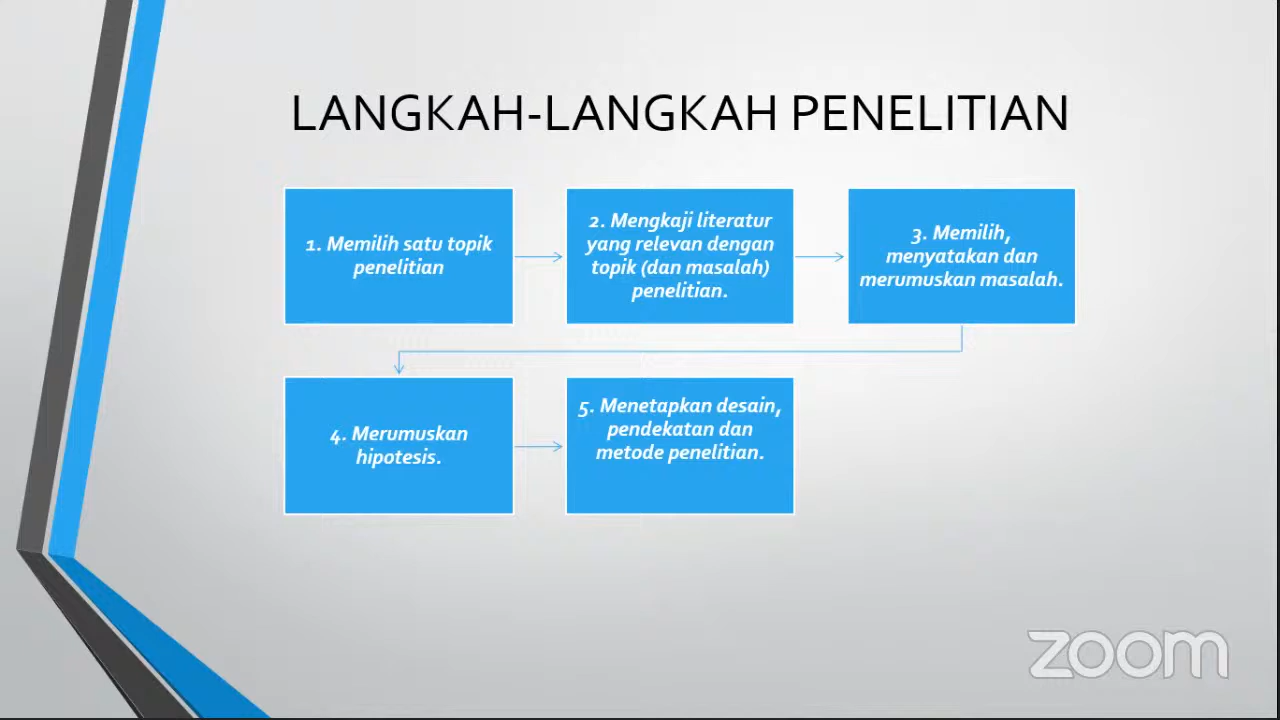 LANGKAH-LANGKAH PENELITIAN
1. Memilih satu topik
penelitian
2. Mengkaji literatur
yang relevan dengan
topik (dan masalah)
penelitian.
3. Memilih,
menyatakan dan
merumuskan masalah.
4. Merumuskan
hipotesis.
5. Menetapkan desain,
pendekatan dan
metode penelitian.
zoom